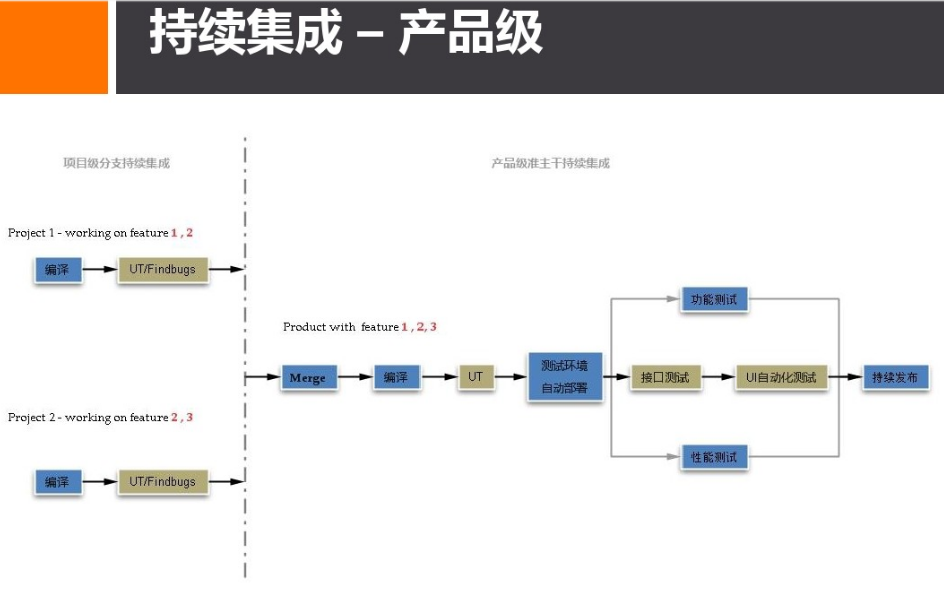 持续集成 – 产品级
项目级分支持续集成
产品级准主干持续集成
Project 1 - working on feature 1 , 2
编译
UT/Findbugs
Product with feature 1 , 2, 3
Merge
编译
UT
测试环境
自动部署
功能测试
接口测试
UI自动化测试
性能测试
持续发布
Project 2 - working on feature 2 , 3
编译
UT/Findbugs